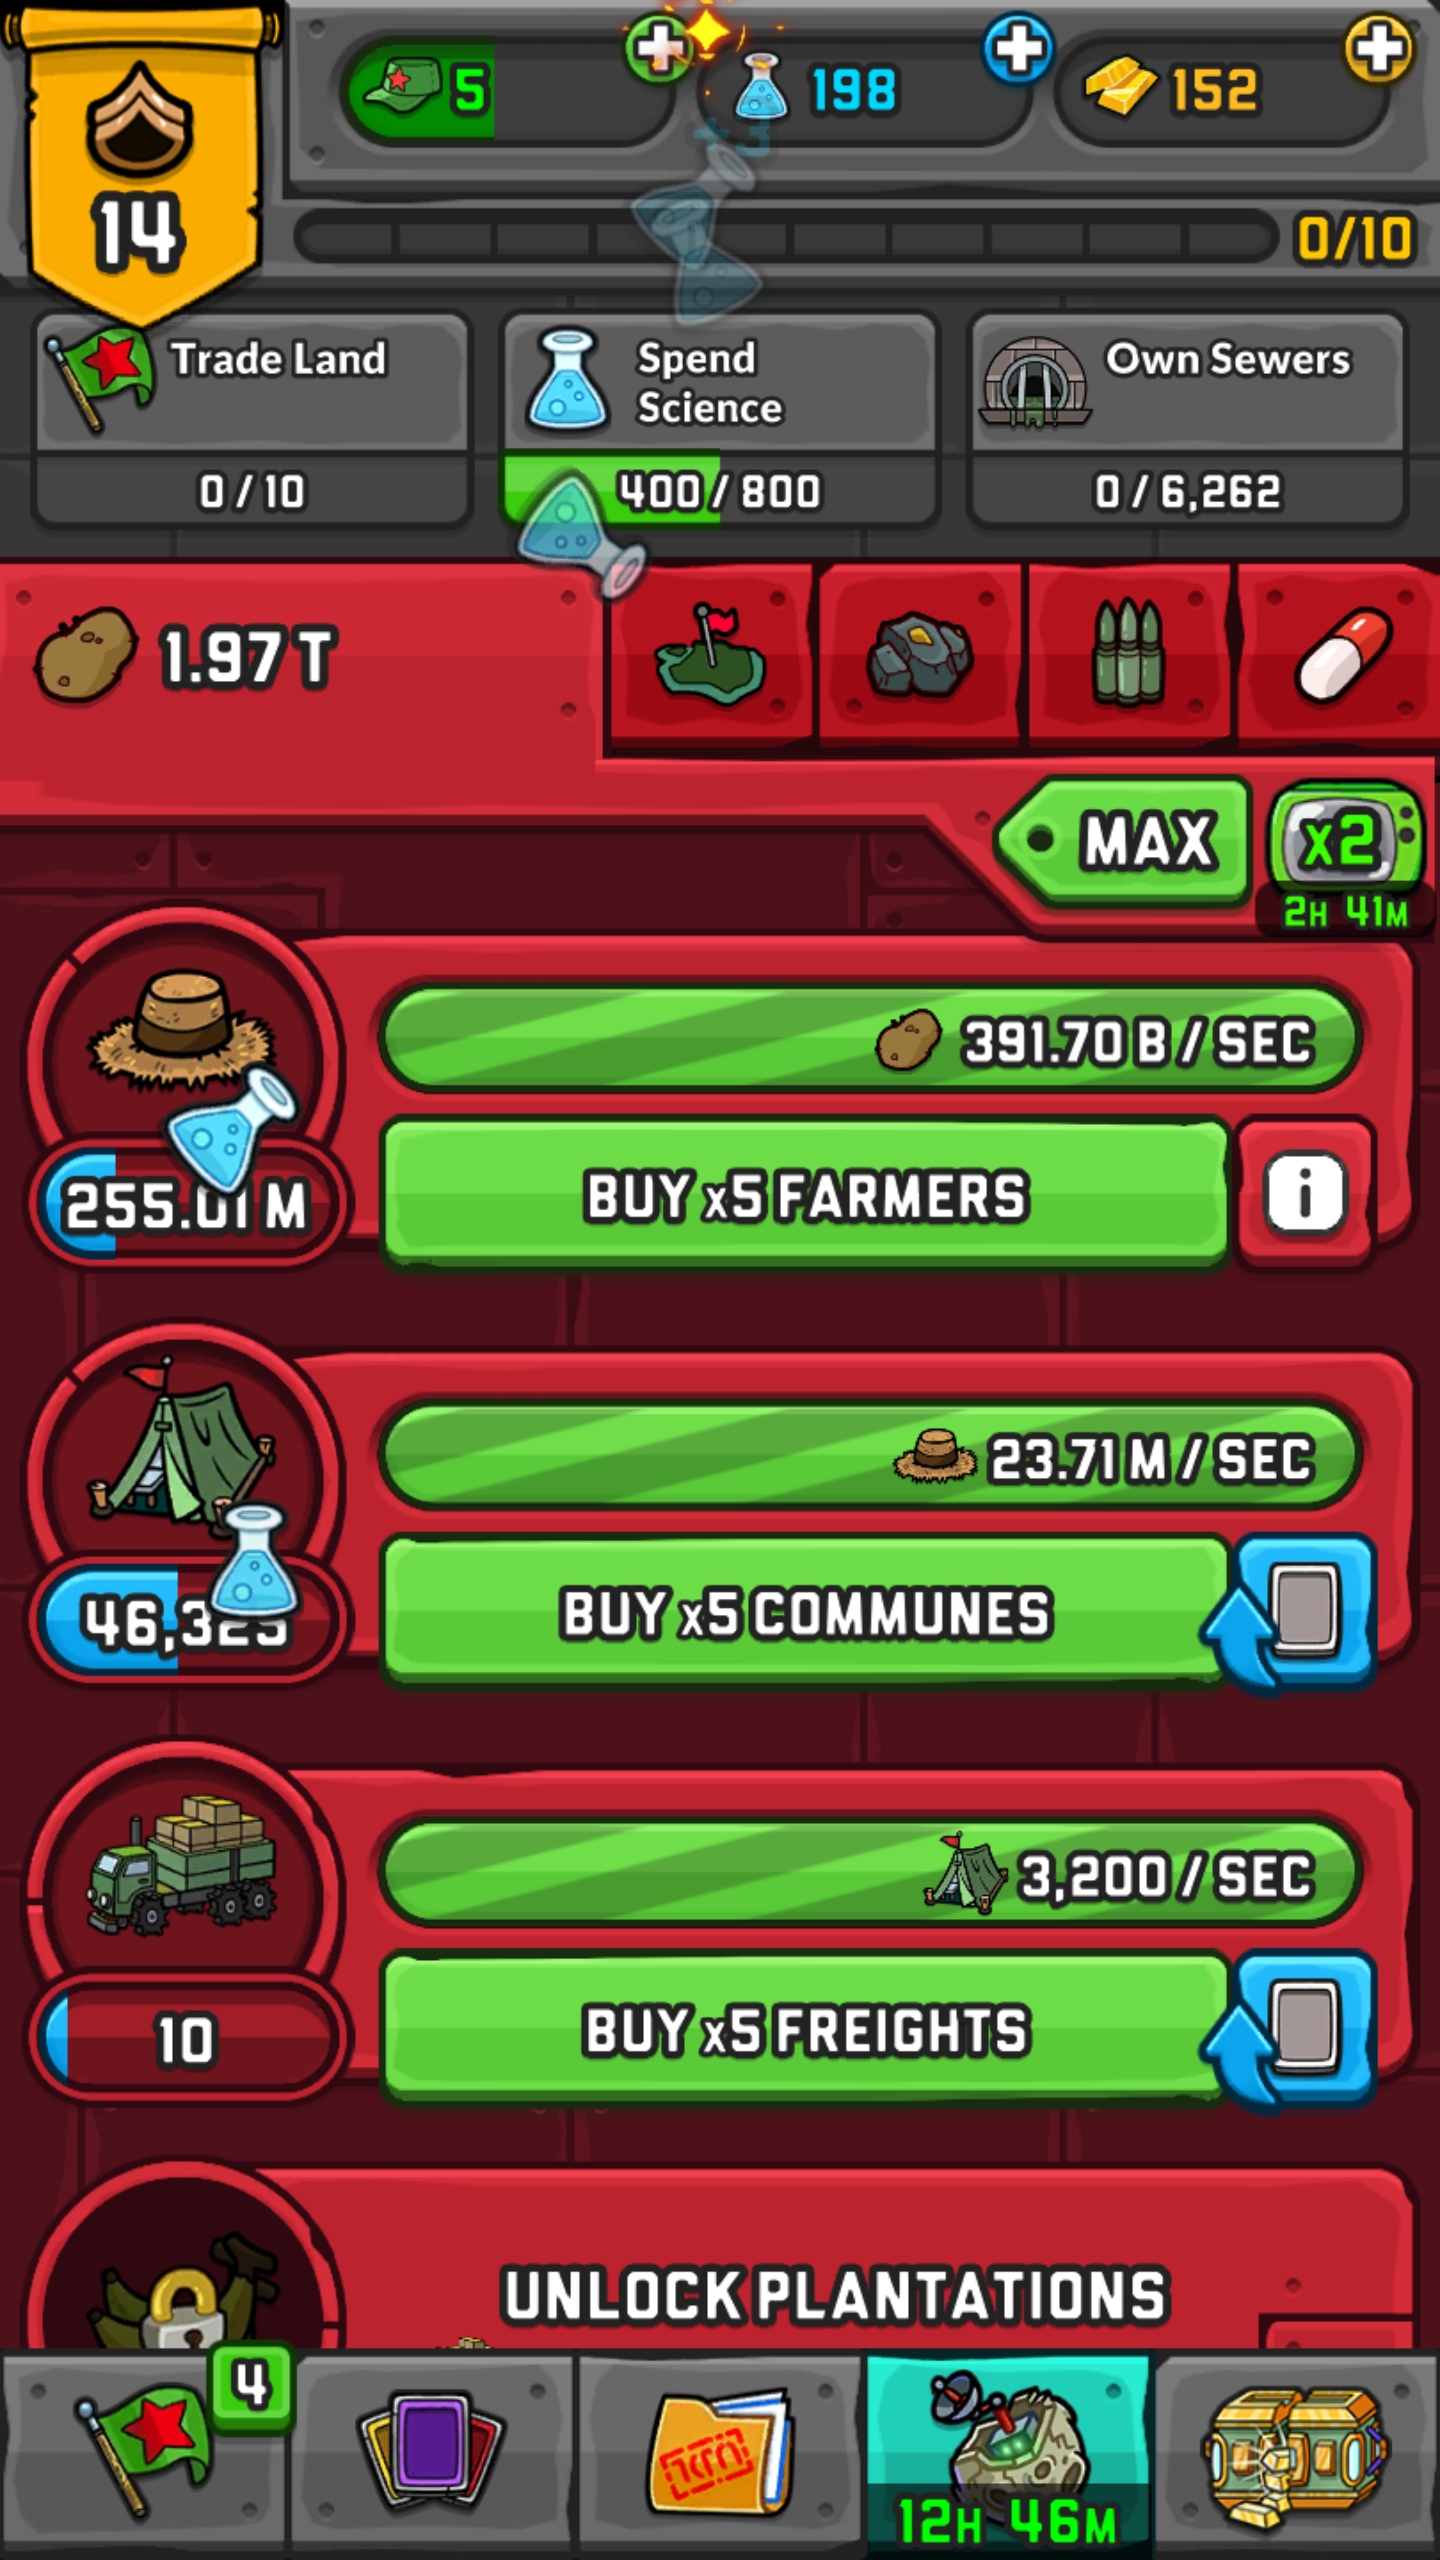 5
198
152
+3
14
0/10
Trade Land
Spend
Science
Own Sewers
0 / 10
400 / 800
0 / 6,262
1.97 T
MAX
x2
2H 41M
391.70 B / SEC
255.01 M
BUY x5 FARMERS
i
23.71 M / SEC
BUY x5 COMMUNES
3,200 / SEC
10
BUY x5 FREIGHTS
UNLOCK PLANTATIONS
4
12H 46M